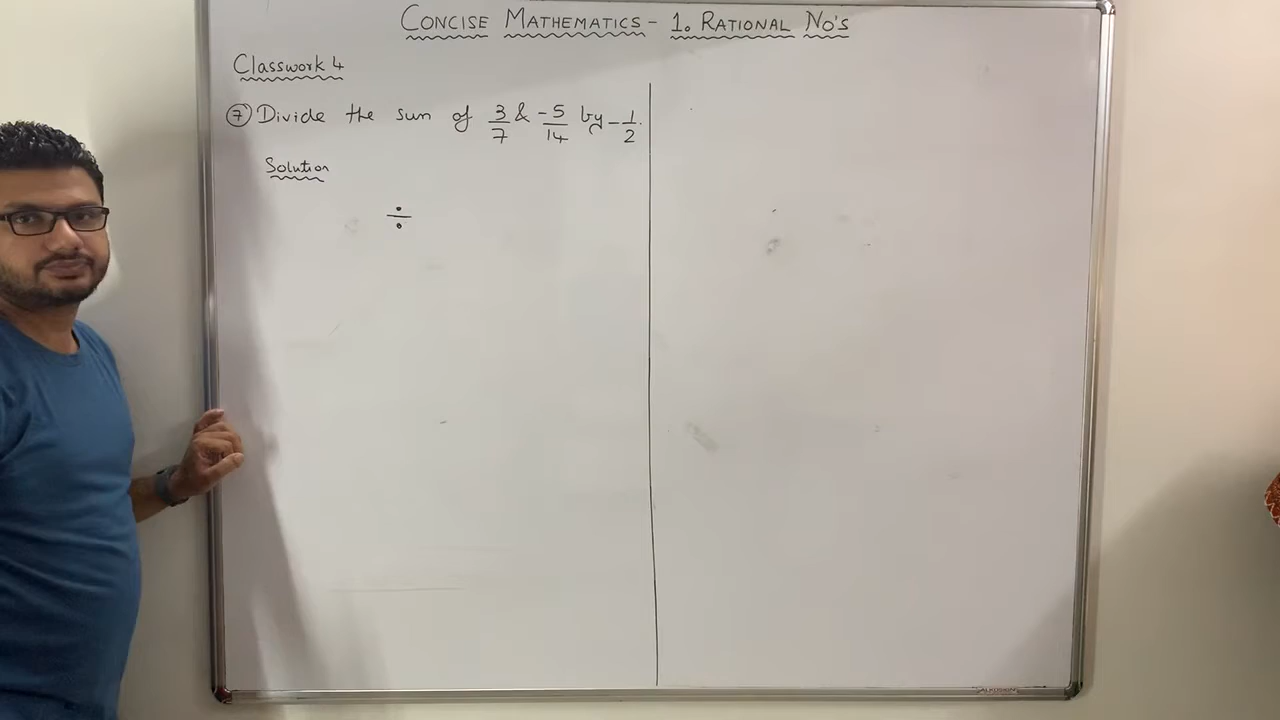 CONCISE MATHEMATICS - 1. RATIONAL NO'S
Classwork 4
⑦ Divide the sum of 3/7 & -5/14 by -1/2.
Solution
÷